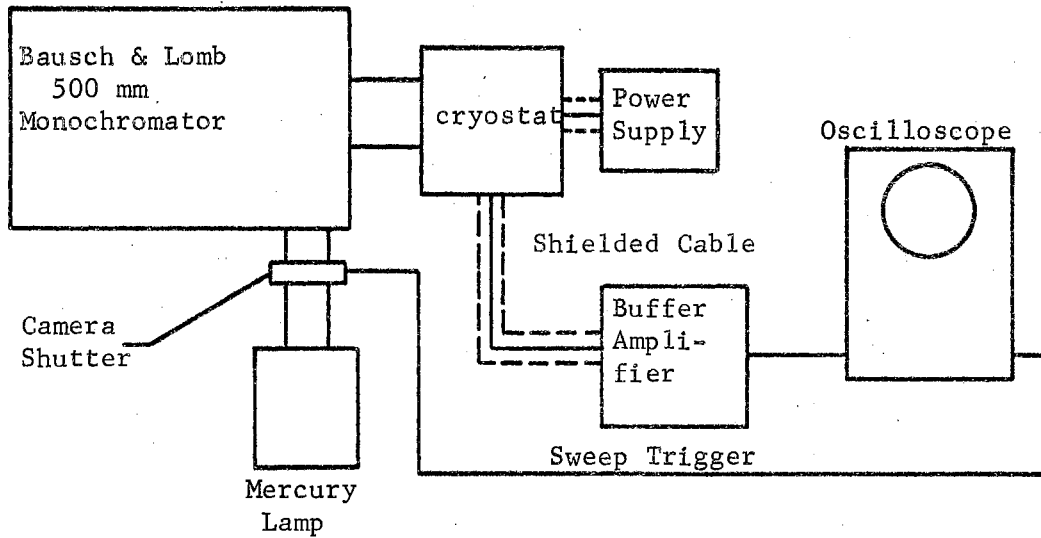 Bausch & Lomb
500 mm
Monochromator
cryostat
Power
Supply
Oscilloscope
Shielded Cable
Camera
Shutter
Buffer
Ampli-
fier
Sweep Trigger
Mercury
Lamp